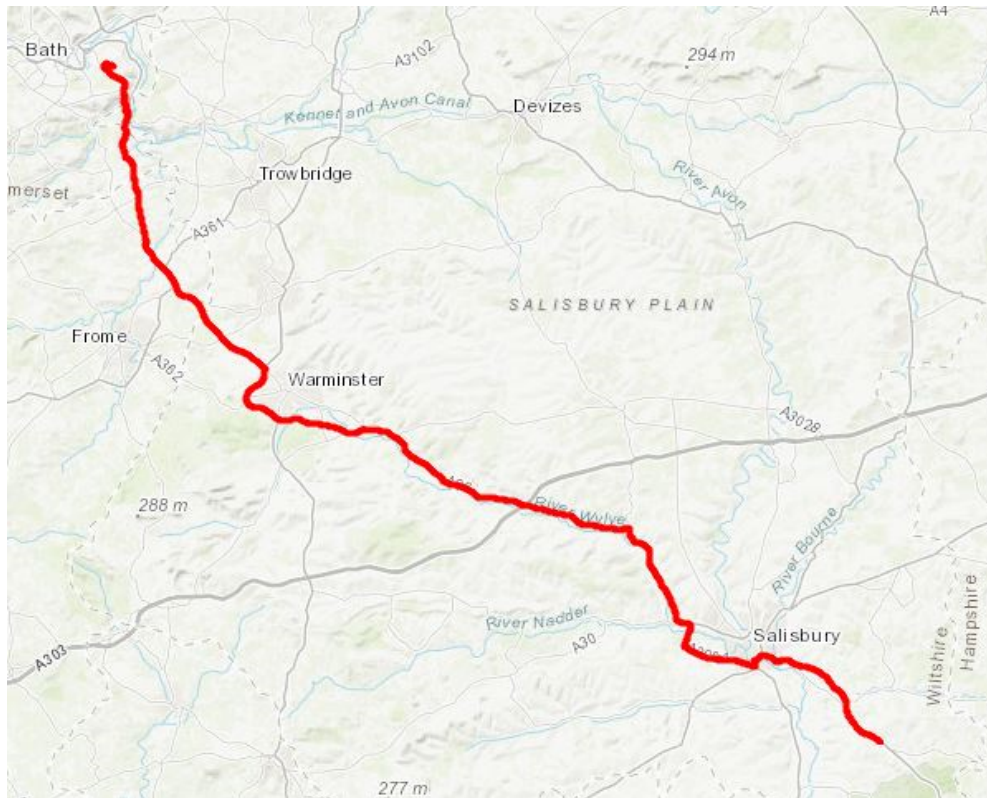 A4
Bath
A3102
294 m
Kennet and Avon Canal
Devizes
Trowbridge
River Avon
merset
A361
SALISBURY PLAIN
Frome
A362
Warminster
A3028
288 m
River Wylye
River Bourne
River Nadder
A30
Salisbury
A303
Wiltshire
Hampshire
277 m